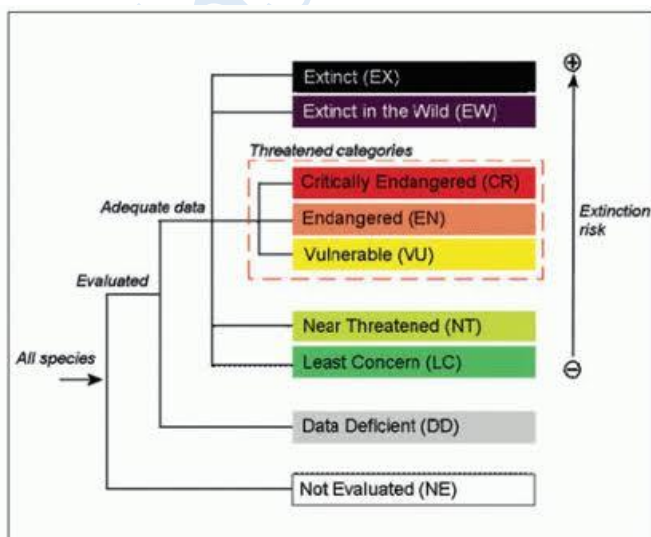 Extinct (EX)
Extinct in the Wild (EW)
Threatened categories
Critically Endangered (CR)
Adequate data
Endangered (EN)
Extinction
risk
Vulnerable (VU)
Evaluated
Near Threatened (NT)
All species
Least Concern (LC)
Data Deficient (DD)
Not Evaluated (NE)